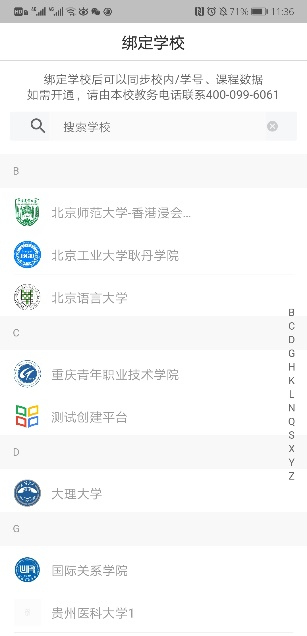 71% 11:36
绑定学校
绑定学校后可以同步校内/学号、课程数据
如需开通，请由本校教务电话联系400-099-6061
搜索学校
B
北京师范大学-香港浸会...
北京工业大学耿丹学院
北京语言大学
C
重庆青年职业技术学院
测试创建平台
D
大理大学
G
国际关系学院
贵州医科大学1
B
C
D
G
H
K
L
N
Q
S
X
Y
Z